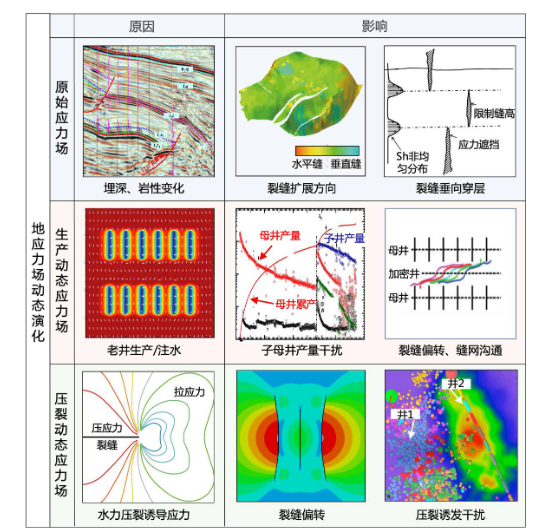 原因
影响
地应力场动态演化
原始应力场
埋深、岩性变化
水平缝 垂直缝
裂缝扩展方向
限制缝高
应力遮挡
Sh非均
匀分布
裂缝垂向穿层
生产动态应力场
老井生产/注水
母井产量
子井产量
母井累产
子母井产量干扰
母井
加密井
母井
裂缝偏转、缝网沟通
压裂动态应力场
拉应力
压应力
裂缝
水力压裂诱导应力
裂缝偏转
井1
井2
压裂诱发干扰